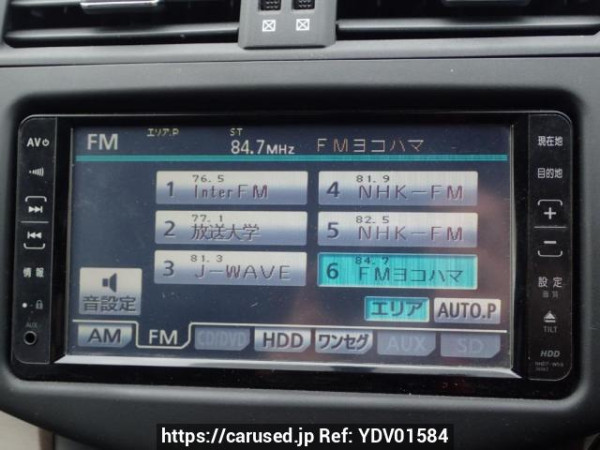 FM エリア.P ST 84.7MHz FMヨコハマ
76.5
1 InterFM
81.9
4 NHK-FM
77.1
2 放送大学
82.5
5 NHK-FM
81.3
3 J-WAVE
84.7
6 FMヨコハマ
音設定
エリア AUTO.P
AM FM CD/DVD HDD ワンセグ AUX SD
AV
情報
AUX
現在地
目的地
+
-
設定
画質
TILT
HDD
https://carused.jp Ref: YDV01584